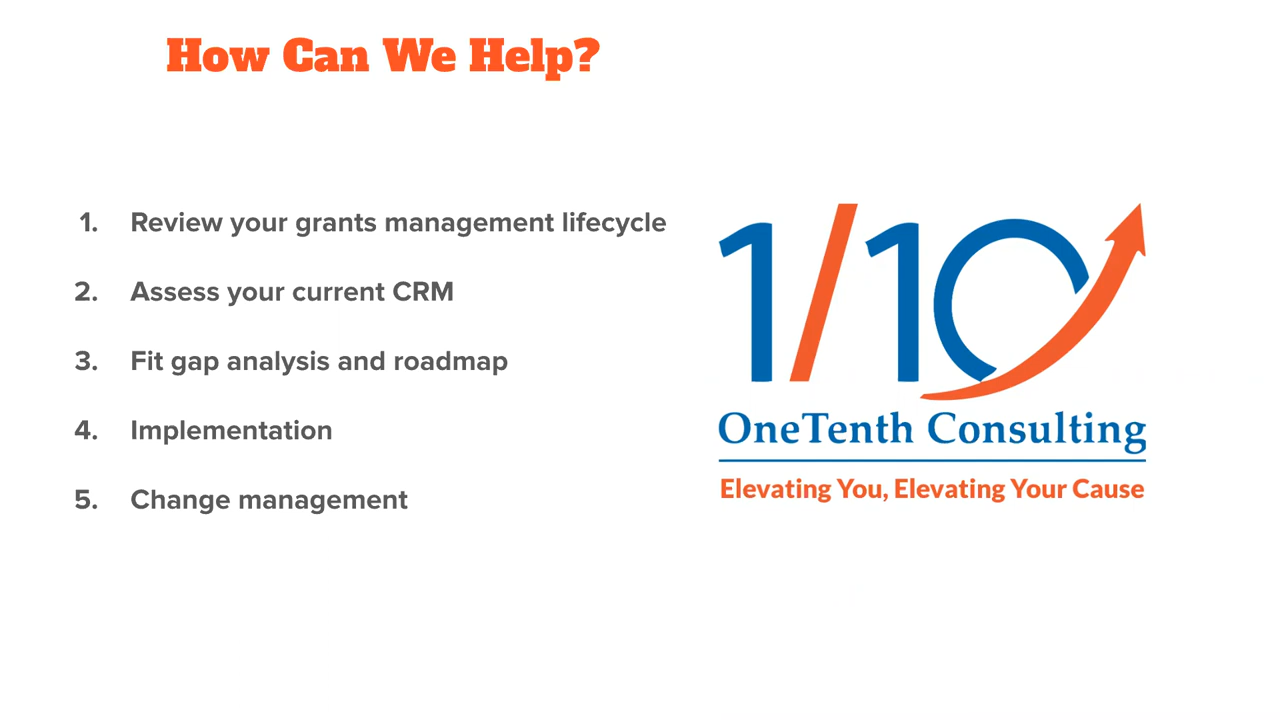 How Can We Help?
1. Review your grants management lifecycle
2. Assess your current CRM
3. Fit gap analysis and roadmap
4. Implementation
5. Change management
1/10
OneTenth Consulting
Elevating You, Elevating Your Cause